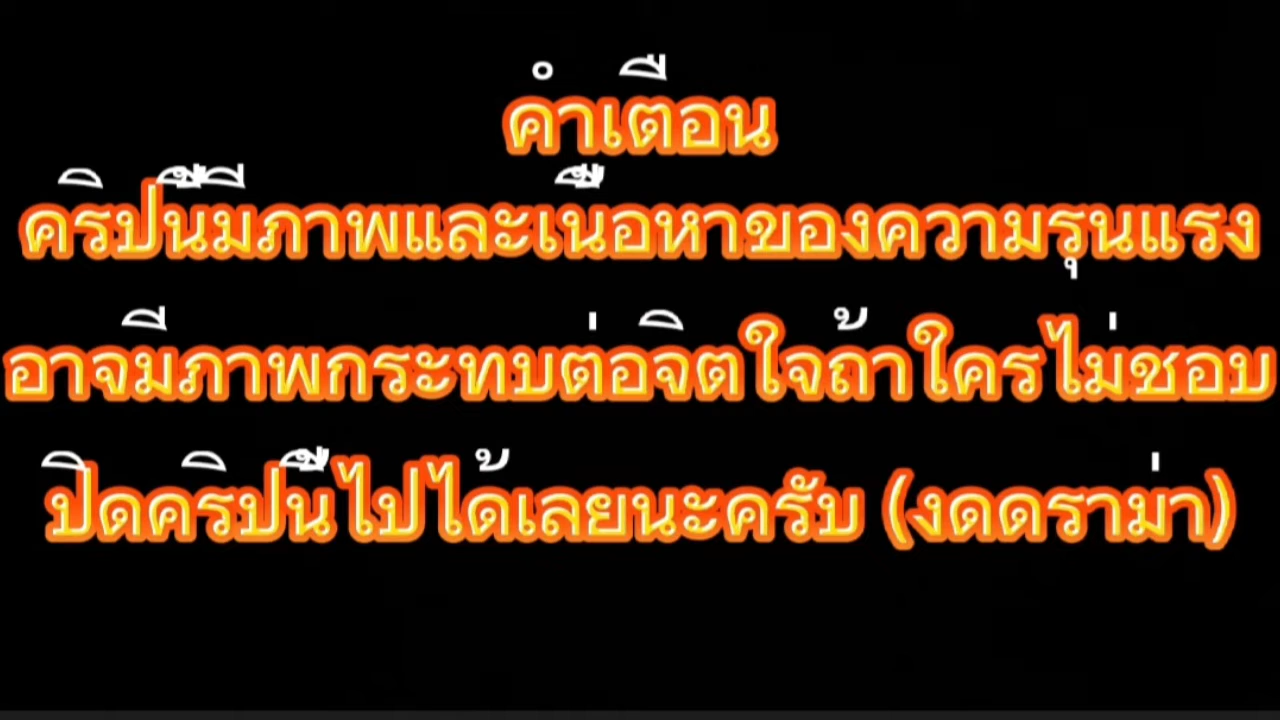 คำเตือน
คริปนี้มีภาพและเนื้อหาของความรุนแรง
อาจมีภาพกระทบต่อจิตใจถ้าใครไม่ชอบ
ปิดคริปนี้ไปได้เลยนะครับ (งดดราม่า)